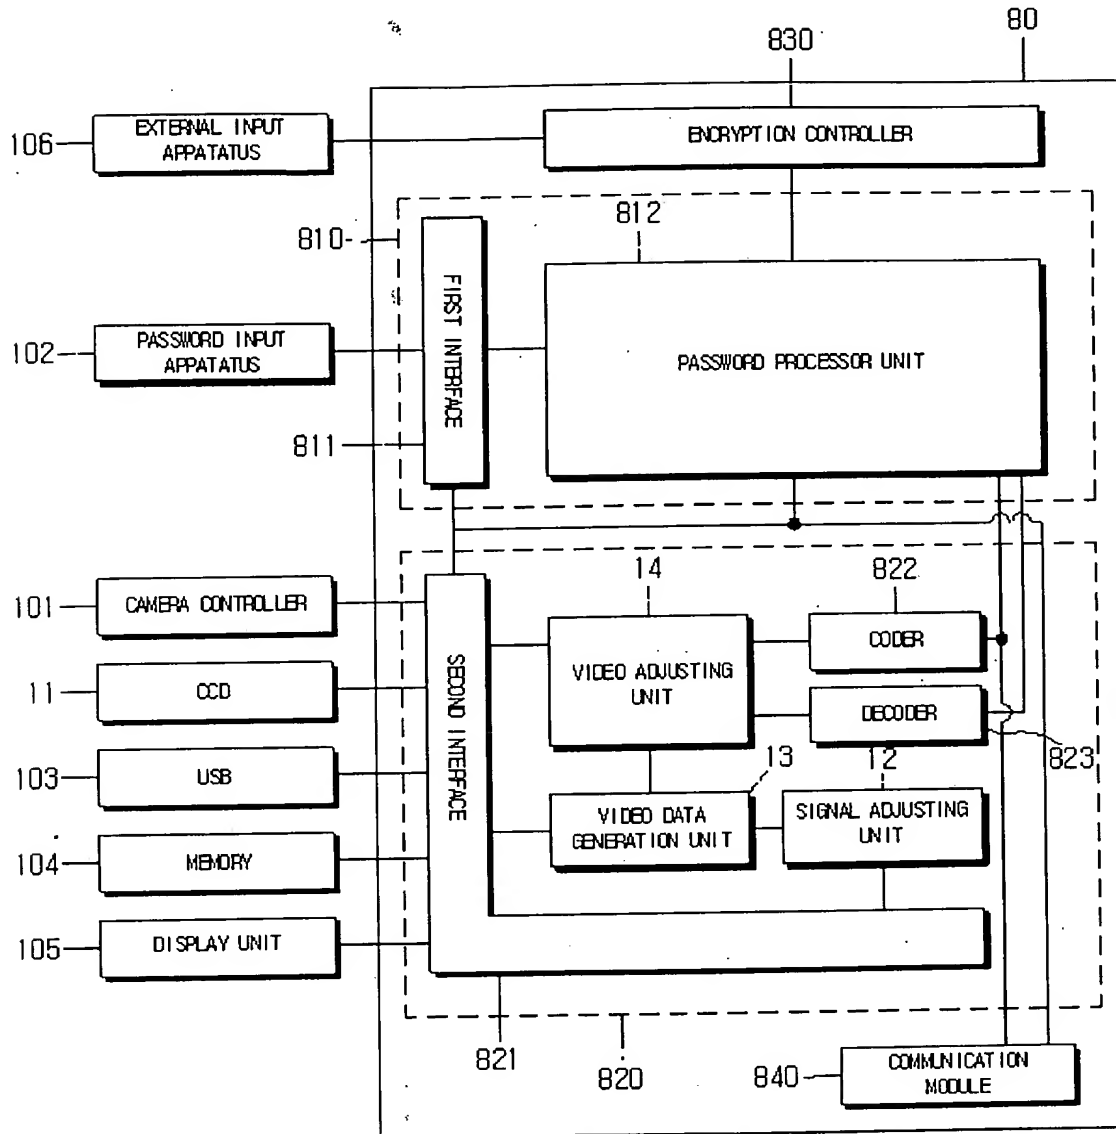 830
80
106
EXTERNAL INPUT
APPATATUS
ENCRYPTION CONTROLLER
810
812
FIRST INTERFACE
102
PASSWORD INPUT
APPATATUS
PASSWORD PROCESSOR UNIT
811
101
CAMERA CONTROLLER
14
822
SECOND INTERFACE
VIDEO ADJUSTING
UNIT
CODER
11
CCD
DECODER
823
103
USB
13
12
VIDEO DATA
GENERATION UNIT
SIGNAL ADJUSTING
UNIT
104
MEMORY
105
DISPLAY UNIT
821
820
840
COMMUNICATION
MODULE